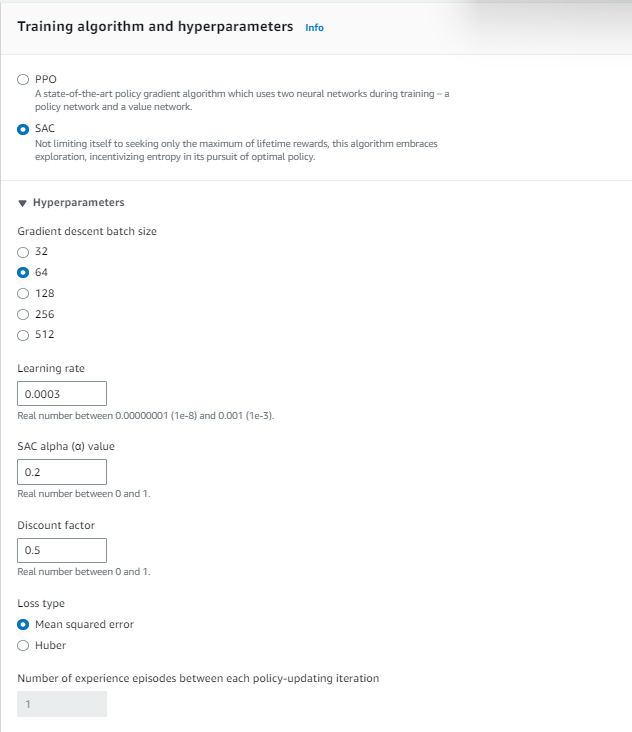 Training algorithm and hyperparameters Info
PPO
A state-of-the-art policy gradient algorithm which uses two neural networks during training – a
policy network and a value network.
SAC
Not limiting itself to seeking only the maximum of lifetime rewards, this algorithm embraces
exploration, incentivizing entropy in its pursuit of optimal policy.
Hyperparameters
Gradient descent batch size
32
64
128
256
512
Learning rate
0.0003
Real number between 0.00000001 (1e-8) and 0.001 (1e-3).
SAC alpha (α) value
0.2
Real number between 0 and 1.
Discount factor
0.5
Real number between 0 and 1.
Loss type
Mean squared error
Huber
Number of experience episodes between each policy-updating iteration
1